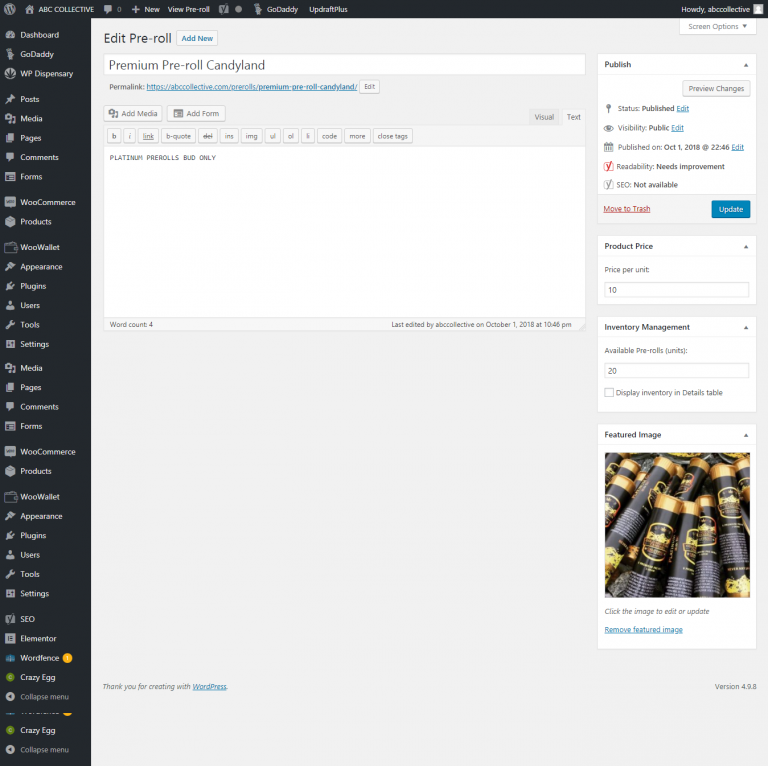 ABC COLLECTIVE 0 + New View Pre-roll GoDaddy UpdraftPlus Howdy, abccollective
Screen Options
Dashboard
GoDaddy
WP Dispensary
Posts
Media
Pages
Comments
Forms
WooCommerce
Products
WooWallet
Appearance
Plugins
Users
Tools
Settings
Media
Pages
Comments
Forms
WooCommerce
Products
WooWallet
Appearance
Plugins
Users
Tools
Settings
SEO
Elementor
Wordfence 1
Crazy Egg
Collapse menu
Crazy Egg
Collapse menu
Edit Pre-roll Add New
Premium Pre-roll Candyland
Permalink: https://abccollective.com/prerolls/premium-pre-roll-candyland/ Edit
Add Media Add Form
Visual Text
b i link b-quote del ins img ul ol li code more close tags
PLATINUM PREROLLS BUD ONLY
Word count: 4 Last edited by abccollective on October 1, 2018 at 10:46 pm
Publish
Preview Changes
Status: Published Edit
Visibility: Public Edit
Published on: Oct 1, 2018 @ 22:46 Edit
Readability: Needs improvement
SEO: Not available
Move to Trash Update
Product Price
Price per unit:
10
Inventory Management
Available Pre-rolls (units):
20
Display inventory in Details table
Featured Image
Click the image to edit or update
Remove featured image
Thank you for creating with WordPress. Version 4.9.8